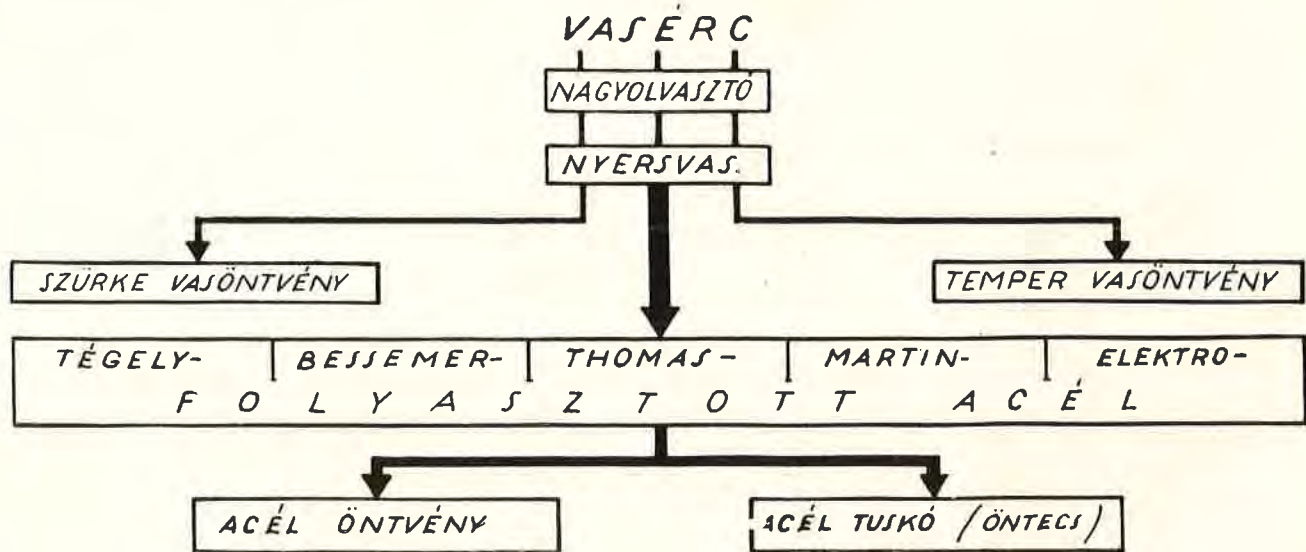 VASÉRC
NAGYOLVASZTÓ
NYERSVAS.
SZÜRKE VASÖNTVÉNY
TEMPER VASÖNTVÉNY
TÉGELY- BESSEMER- THOMAS- MARTIN- ELEKTRO-
FOLYASZTOTT ACÉL
ACÉL ÖNTVÉNY
ACÉL TUSKÓ (ÖNTECS)